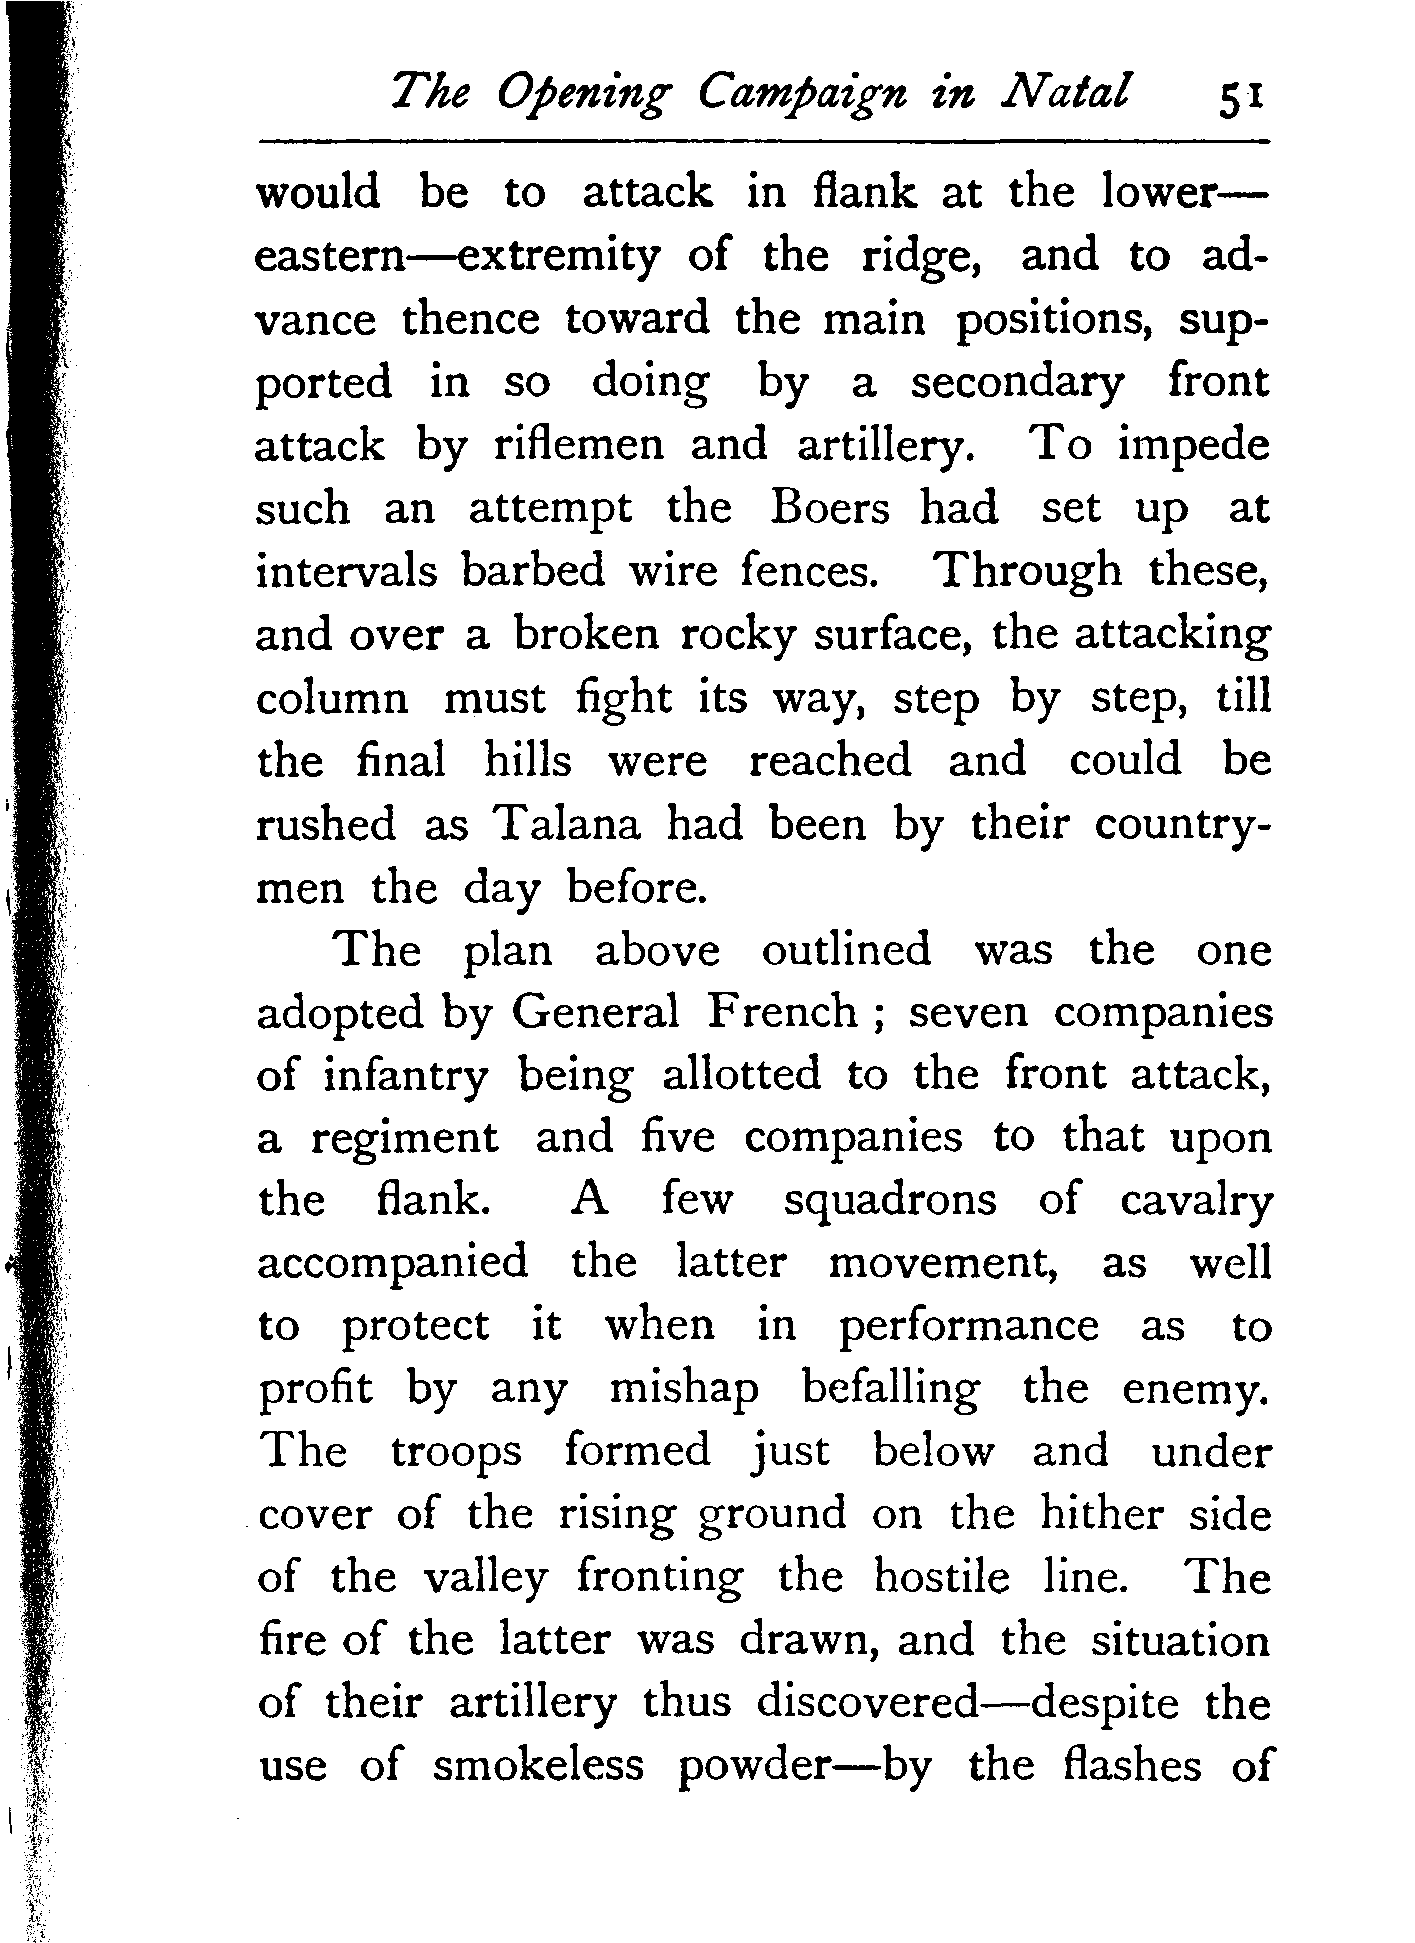 The Opening Campaign in Natal 51
would be to attack in flank at the lower—
eastern—extremity of the ridge, and to ad-
vance thence toward the main positions, sup-
ported in so doing by a secondary front
attack by riflemen and artillery. To impede
such an attempt the Boers had set up at
intervals barbed wire fences. Through these,
and over a broken rocky surface, the attacking
column must fight its way, step by step, till
the final hills were reached and could be
rushed as Talana had been by their country-
men the day before.
The plan above outlined was the one
adopted by General French ; seven companies
of infantry being allotted to the front attack,
a regiment and five companies to that upon
the flank. A few squadrons of cavalry
accompanied the latter movement, as well
to protect it when in performance as to
profit by any mishap befalling the enemy.
The troops formed just below and under
cover of the rising ground on the hither side
of the valley fronting the hostile line. The
fire of the latter was drawn, and the situation
of their artillery thus discovered—despite the
use of smokeless powder—by the flashes of